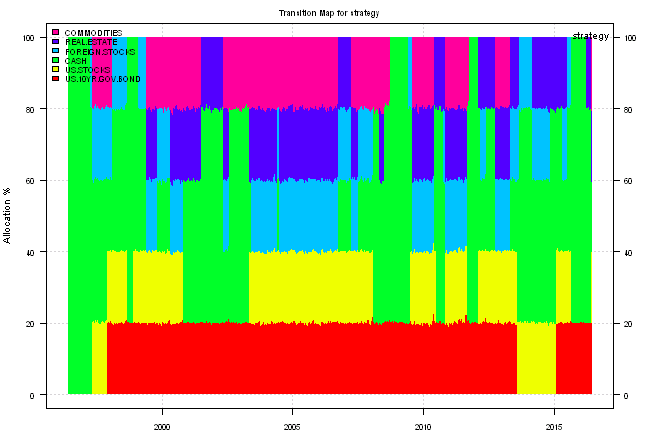 Transition Map for strategy
strategy
COMMODITIES
REAL.ESTATE
FOREIGN.STOCKS
CASH
US.STOCKS
US.10YR.GOV.BOND
Allocation %
100 100
80 80
60 60
40 40
20 20
0 0
2000 2005 2010 2015